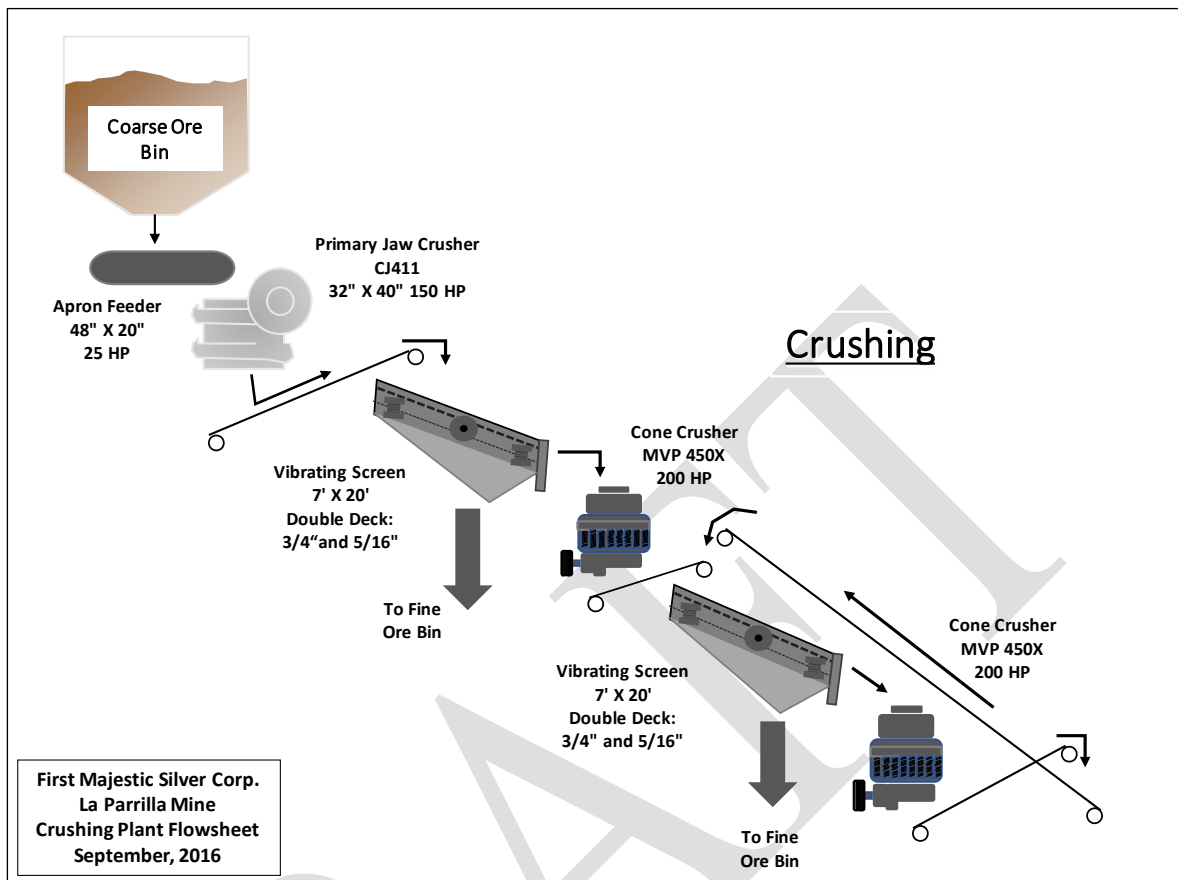 Coarse Ore
Bin
Primary Jaw Crusher
CJ411
32" X 40" 150 HP
Apron Feeder
48" X 20"
25 HP
Crushing
Cone Crusher
MVP 450X
200 HP
Vibrating Screen
7' X 20'
Double Deck:
3/4“and 5/16"
To Fine
Ore Bin
Cone Crusher
MVP 450X
200 HP
Vibrating Screen
7' X 20'
Double Deck:
3/4" and 5/16"
To Fine
Ore Bin
First Majestic Silver Corp.
La Parrilla Mine
Crushing Plant Flowsheet
September, 2016